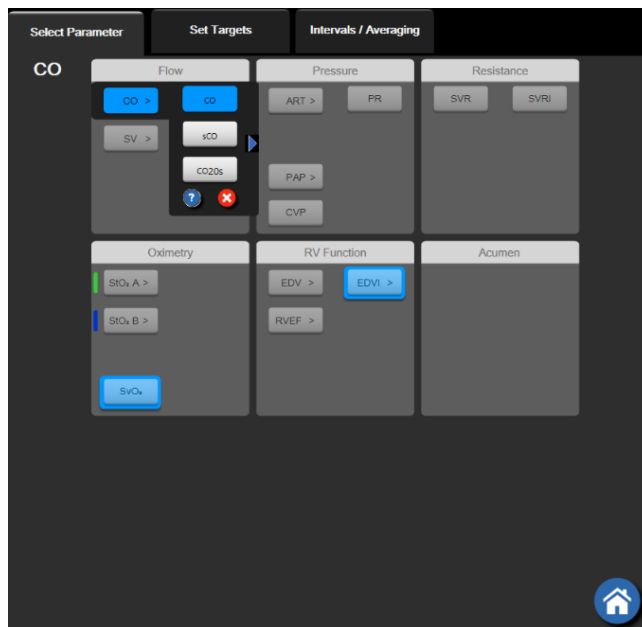 Select Parameter
Set Targets
Intervals / Averaging
CO
Flow
CO >
CO
sCO
CO20s
SV >
?
Pressure
ART >
PR
PAP >
CVP
Resistance
SVR
SVRI
Oximetry
StO₂ A >
StO₂ B >
SvO₂
RV Function
EDV >
EDVI >
RVEF >
Acumen